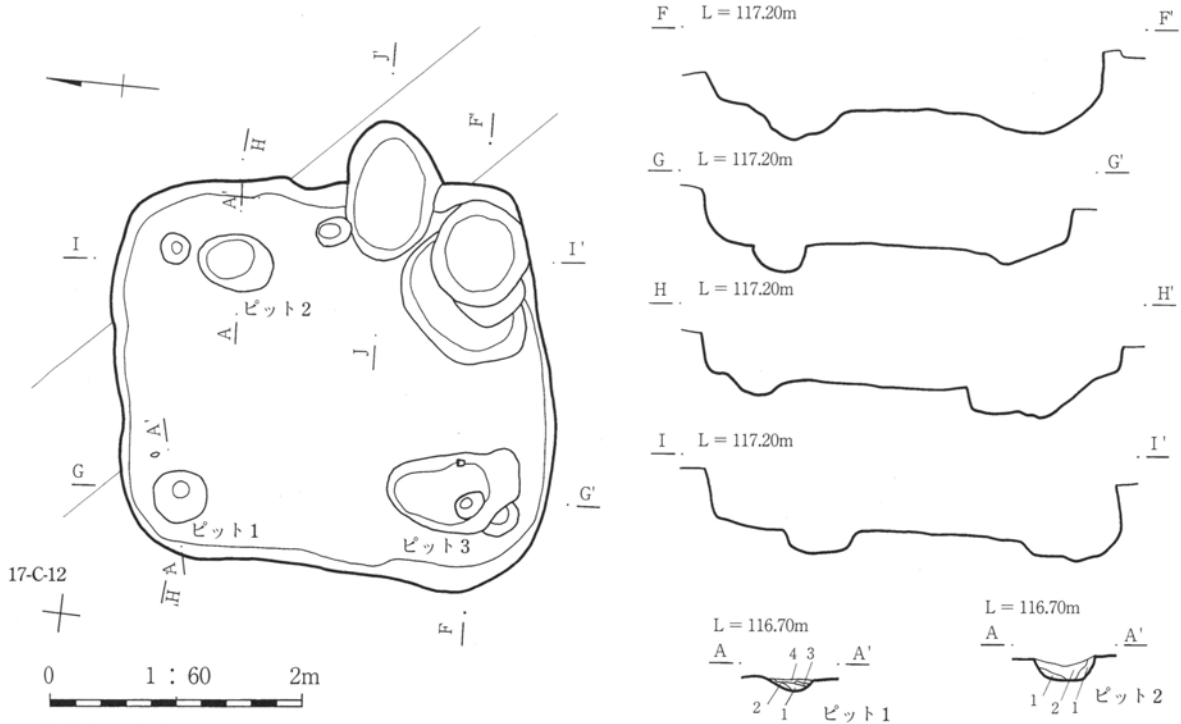 J'
F'
H
A'
I
I'
ピット2
A
J
A'
G
G'
ピット1
ピット3
A
H
F
17-C-12
0 1：60 2m
F L＝117.20m F'
G L＝117.20m G'
H L＝117.20m H'
I L＝117.20m I'
L＝116.70m
A 4 3 A'
2 1 ピット1
L＝116.70m
A A'
1 2 1 ピット2